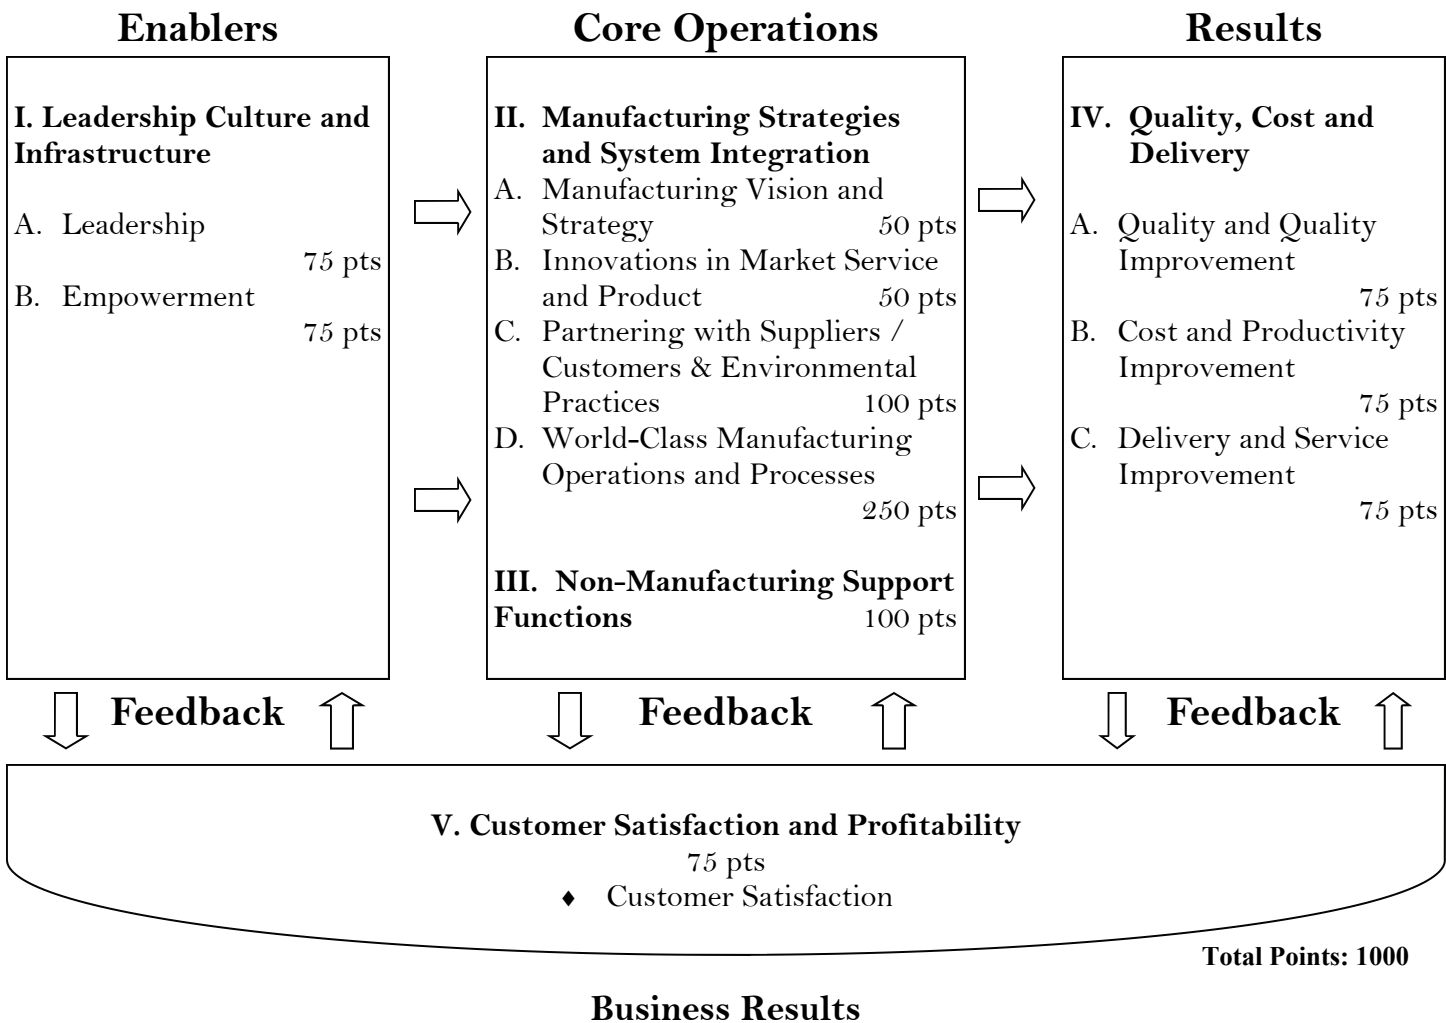 Enablers
I. Leadership Culture and
Infrastructure
A. Leadership
75 pts
B. Empowerment
75 pts
Core Operations
II. Manufacturing Strategies
and System Integration
A. Manufacturing Vision and
Strategy 50 pts
B. Innovations in Market Service
and Product 50 pts
C. Partnering with Suppliers /
Customers & Environmental
Practices 100 pts
D. World-Class Manufacturing
Operations and Processes
250 pts
III. Non-Manufacturing Support
Functions 100 pts
Results
IV. Quality, Cost and
Delivery
A. Quality and Quality
Improvement
75 pts
B. Cost and Productivity
Improvement
75 pts
C. Delivery and Service
Improvement
75 pts
Feedback
Feedback
Feedback
V. Customer Satisfaction and Profitability
75 pts
♦ Customer Satisfaction
Total Points: 1000
Business Results